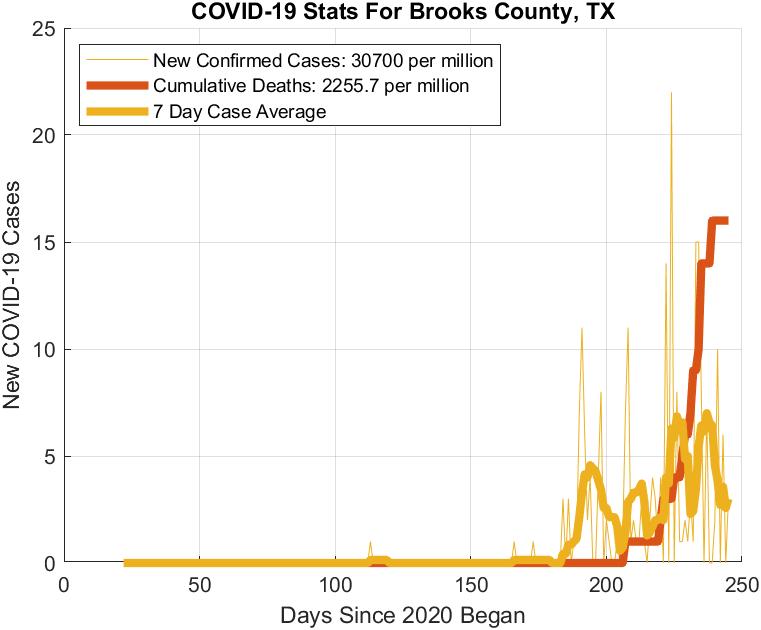 COVID-19 Stats For Brooks County, TX
25
New Confirmed Cases: 30700 per million
Cumulative Deaths: 2255.7 per million
7 Day Case Average
20
15
10
5
0
New COVID-19 Cases
0 50 100 150 200 250
Days Since 2020 Began